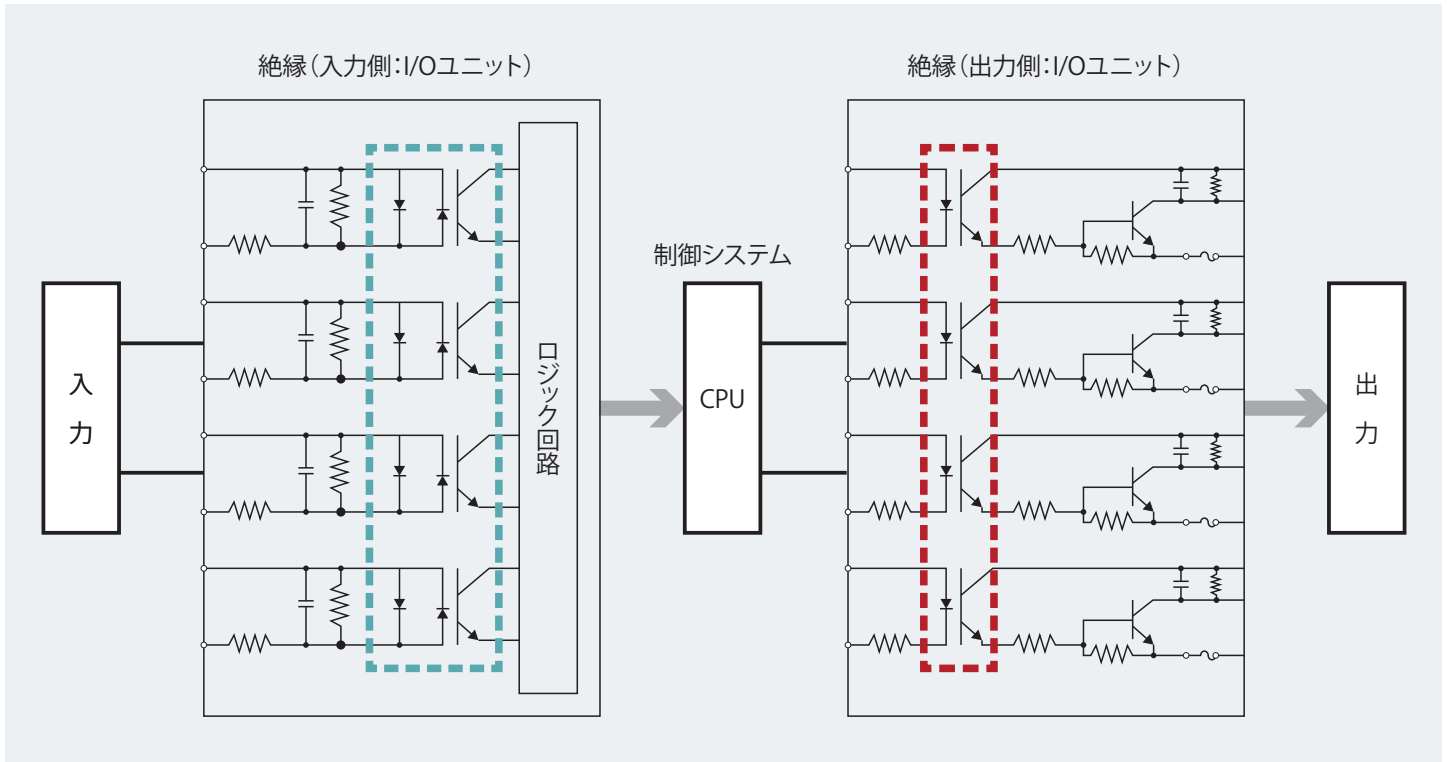 絶縁（入力側：I/Oユニット）
絶縁（出力側：I/Oユニット）
制御システム
入力
ロジック回路
CPU
出力